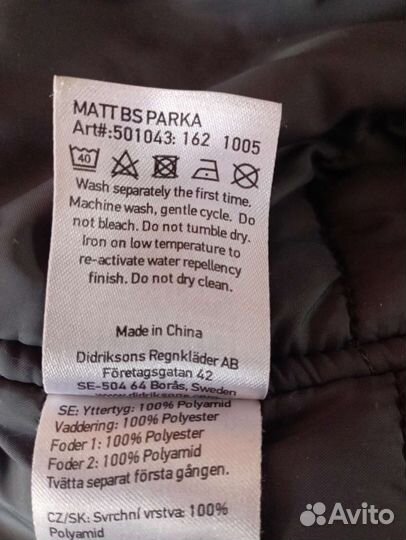 MATT BS PARKA
Art#:501043: 162 1005
40
Wash separately the first time.
Machine wash, gentle cycle. Do
not bleach. Do not tumble dry.
Iron on low temperature to
re-activate water repellency
finish. Do not dry clean.
Made in China
Didriksons Regnkläder AB
Företagsgatan 42
SE-504 64 Borås, Sweden
www.didriksons.com
SE: Yttertyg: 100% Polyamid
Vaddering: 100% Polyester
Foder 1: 100% Polyester
Foder 2: 100% Polyamid
Tvätta separat första gången.
CZ/SK: Svrchní vrstva: 100%
Polyamid
Avito